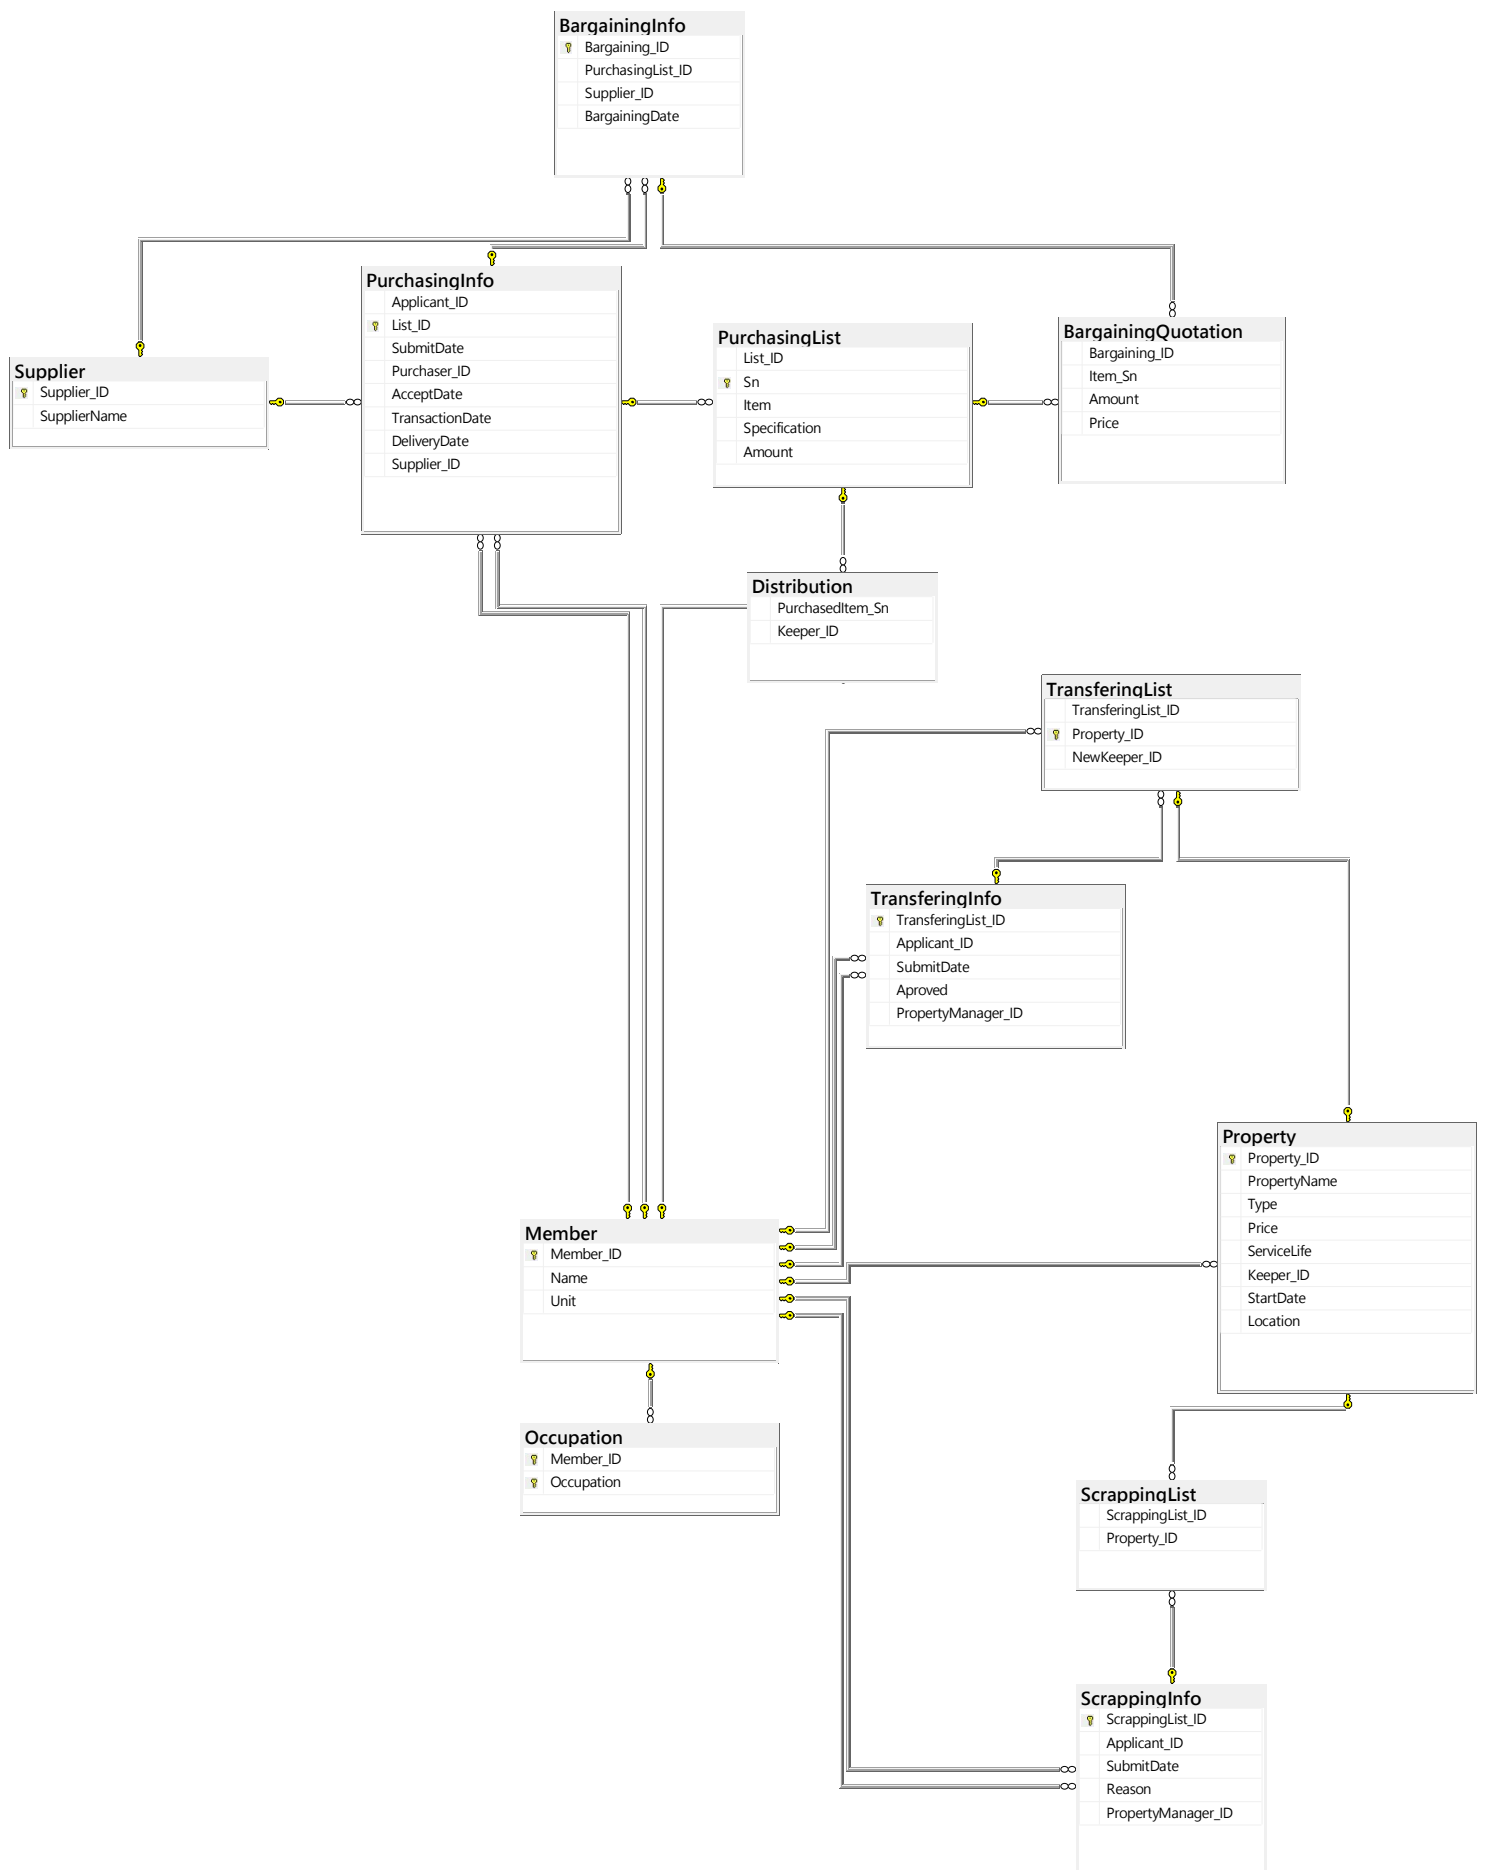 BargainingInfo
Bargaining_ID
PurchasingList_ID
Supplier_ID
BargainingDate
PurchasingInfo
Applicant_ID
List_ID
SubmitDate
Purchaser_ID
AcceptDate
TransactionDate
DeliveryDate
Supplier_ID
PurchasingList
List_ID
Sn
Item
Specification
Amount
BargainingQuotation
Bargaining_ID
Item_Sn
Amount
Price
Supplier
Supplier_ID
SupplierName
Distribution
PurchasedItem_Sn
Keeper_ID
TransferingList
TransferingList_ID
Property_ID
NewKeeper_ID
TransferingInfo
TransferingList_ID
Applicant_ID
SubmitDate
Aproved
PropertyManager_ID
Property
Property_ID
PropertyName
Type
Price
ServiceLife
Keeper_ID
StartDate
Location
Member
Member_ID
Name
Unit
Occupation
Member_ID
Occupation
ScrappingList
ScrappingList_ID
Property_ID
ScrappingInfo
ScrappingList_ID
Applicant_ID
SubmitDate
Reason
PropertyManager_ID